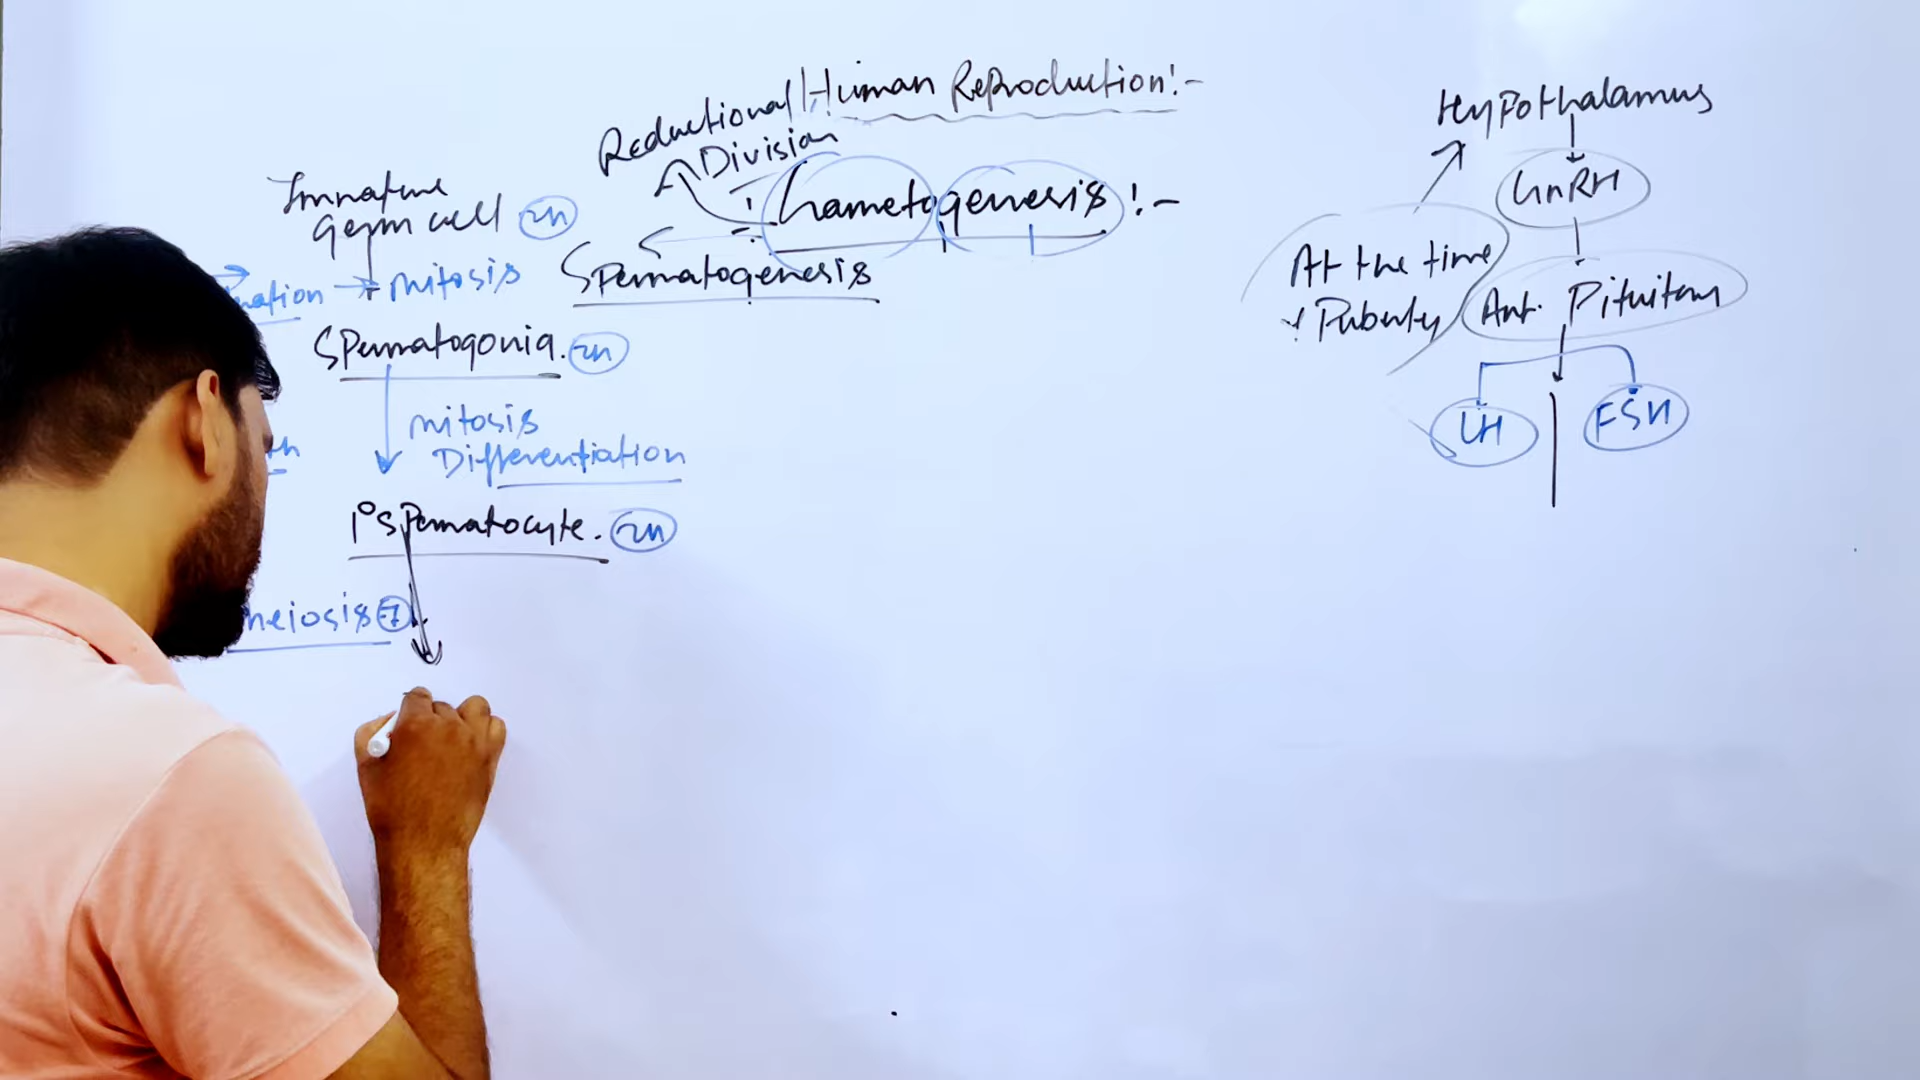 Human Reproduction:-
Reductional
Division
Gametogenesis :-
Spermatogenesis
Immature
Germ cell 2n
mitosis
Spermatogonia. 2n
mitosis
Differentiation
1° Spermatocyte. 2n
meiosis I
Hypothalamus
GnRH
At the time
Puberty
Ant. Pituitary
LH
FSH